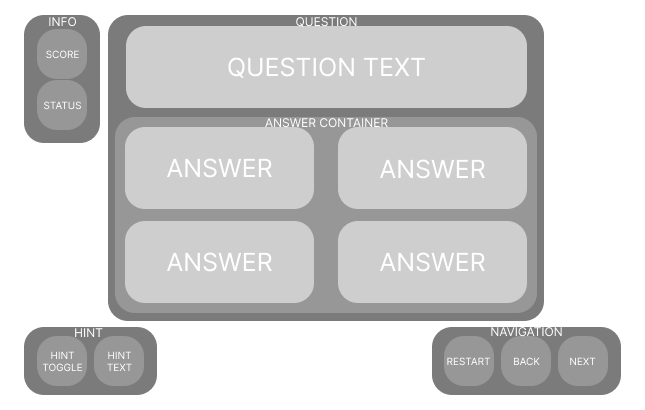 INFO
SCORE
STATUS
QUESTION
QUESTION TEXT
ANSWER CONTAINER
ANSWER
ANSWER
ANSWER
ANSWER
HINT
HINT
TOGGLE
HINT
TEXT
NAVIGATION
RESTART
BACK
NEXT